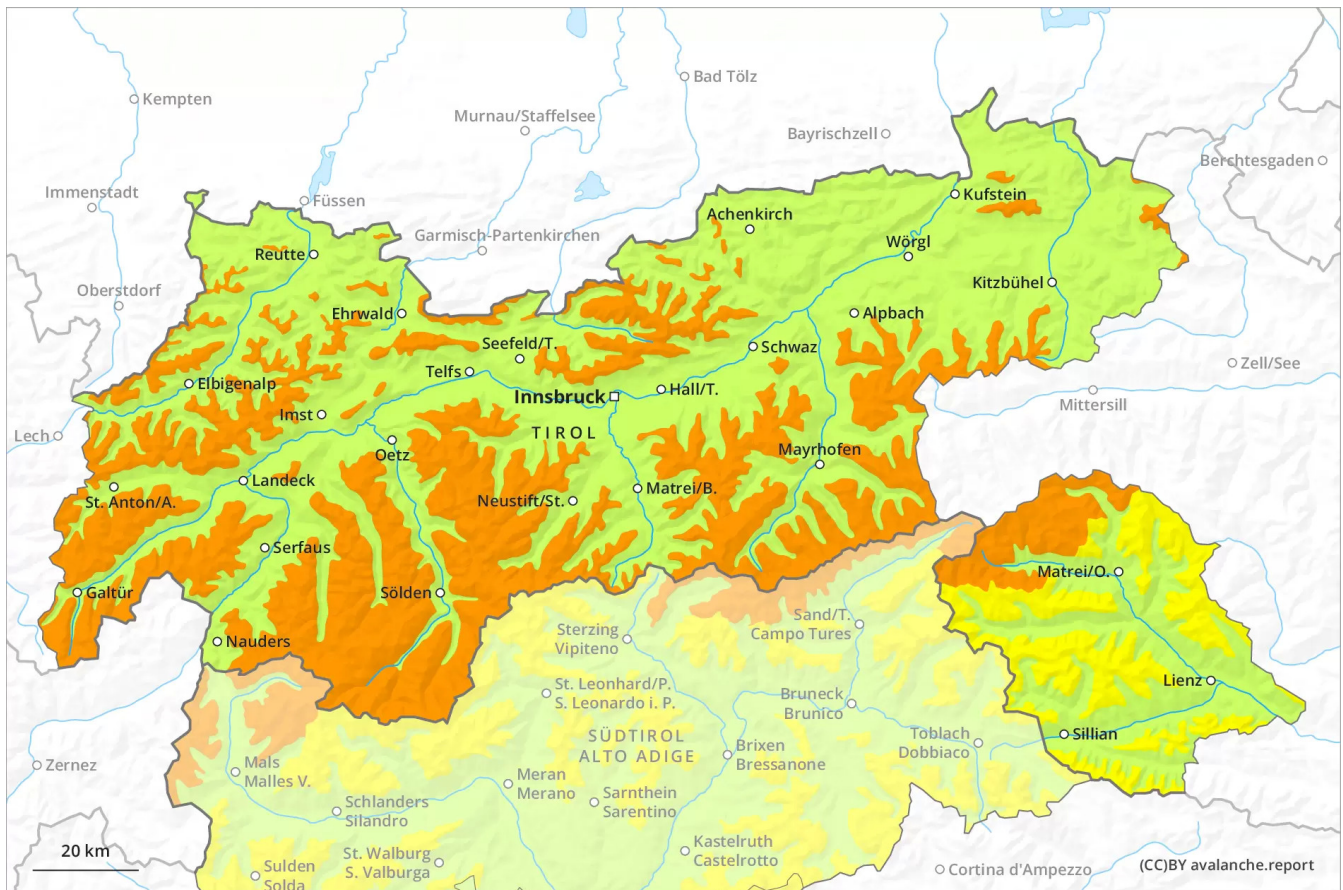 Bad Tölz
Kempten
Murnau/Staffelsee
Bayrischzell
Berchtesgaden
Immenstadt
Füssen
Kufstein
Achenkirch
Garmisch-Partenkirchen
Wörgl
Reutte
Oberstdorf
Kitzbühel
Ehrwald
Alpbach
Seefeld/T.
Schwaz
Zell/See
Telfs
Elbigenalp
Hall/T.
Innsbruck
Mittersill
Imst
Lech
TIROL
Oetz
Mayrhofen
Landeck
St. Anton/A.
Neustift/St.
Matrei/B.
Serfaus
Matrei/O.
Galtür
Sölden
Sand/T.
Campo Tures
Sterzing
Vipiteno
Nauders
Lienz
St. Leonhard/P.
S. Leonardo i. P.
Bruneck
Brunico
SÜDTIROL
ALTO ADIGE
Toblach
Dobbiaco
Sillian
Brixen
Bressanone
Zernez
Mals
Malles V.
Meran
Merano
Schlanders
Silandro
Sarnthein
Sarentino
20 km
St. Walburg
S. Valburga
Kastelruth
Castelrotto
Sulden
Solda
Cortina d'Ampezzo
(CC)BY avalanche.report